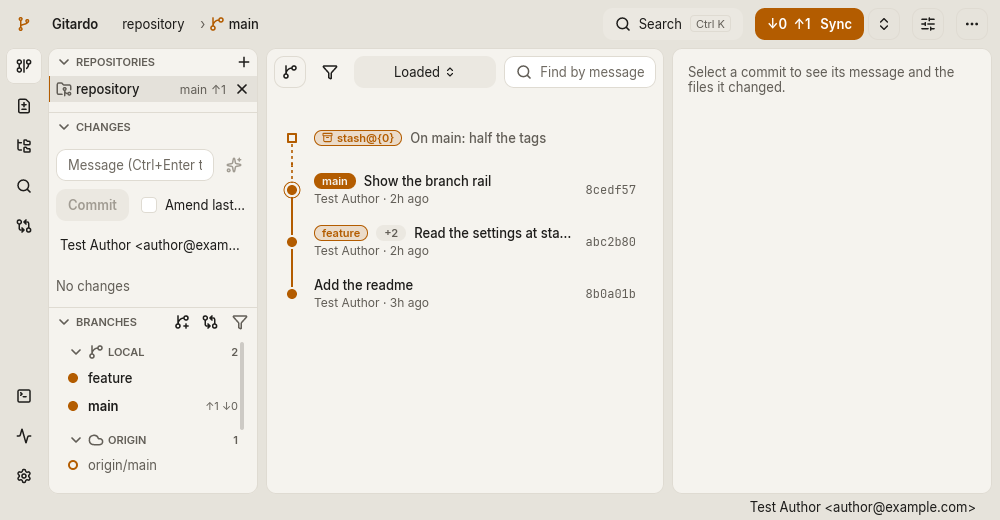 Gitardo
repository › main
Search Ctrl K
↓0 ↑1 Sync
REPOSITORIES
repository main ↑1
CHANGES
Message (Ctrl+Enter t
Commit
Amend last...
Test Author <author@exam...
No changes
BRANCHES
LOCAL 2
feature
main ↑1 ↓0
ORIGIN 1
origin/main
Loaded
Find by message
stash@{0} On main: half the tags
main Show the branch rail
Test Author · 2h ago
8cedf57
feature +2 Read the settings at sta...
Test Author · 2h ago
abc2b80
Add the readme
Test Author · 3h ago
8b0a01b
Select a commit to see its message and the
files it changed.
Test Author <author@example.com>